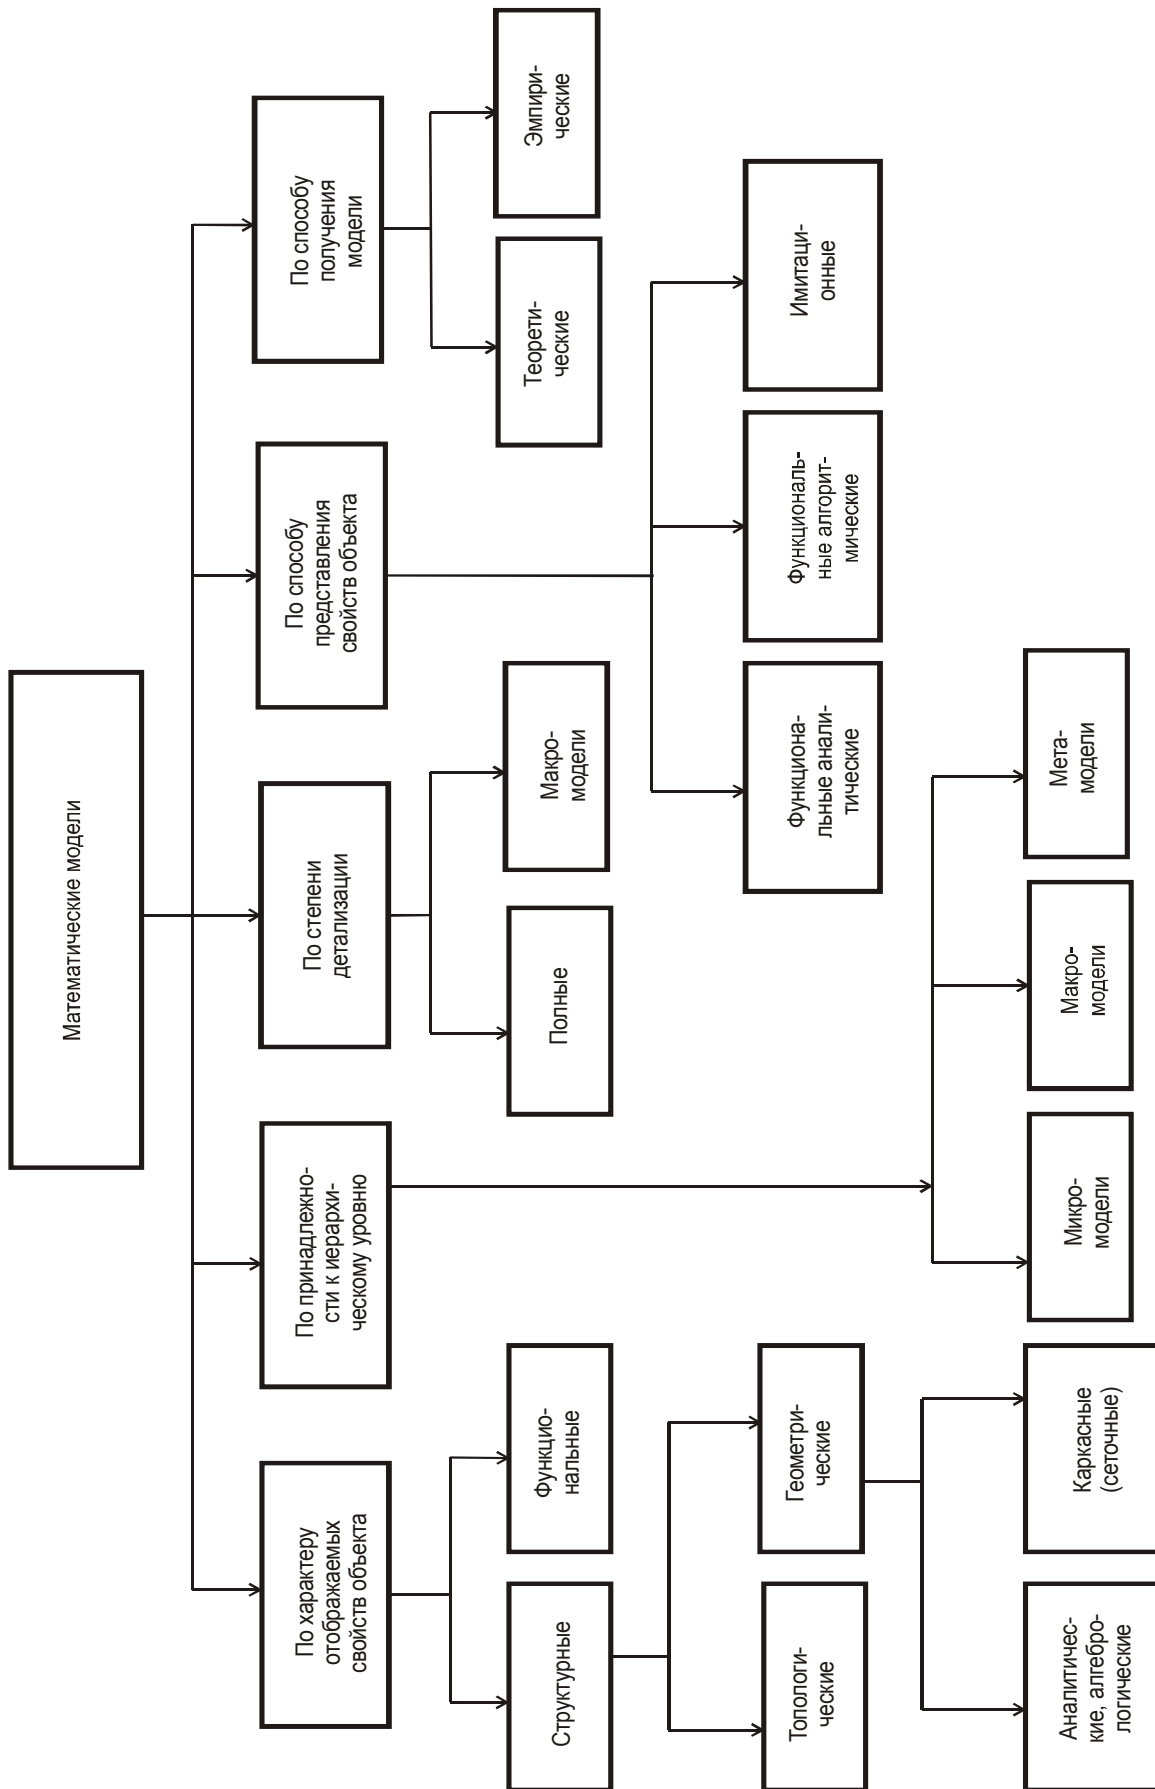 Математические модели
По характеру
отображаемых
свойств объекта
По принадлежно-
сти к иерархи-
ческому уровню
По степени
детализации
По способу
представления
свойств объекта
По способу
получения
модели
Структурные
Функцио-
нальные
Полные
Макро-
модели
Теорети-
ческие
Эмпири-
ческие
Топологи-
ческие
Геометри-
ческие
Функциона-
льные анали-
тические
Функциональ-
ные алгорит-
мические
Имитаци-
онные
Аналитичес-
кие, алгебро-
логические
Каркасные
(сеточные)
Микро-
модели
Макро-
модели
Мета-
модели